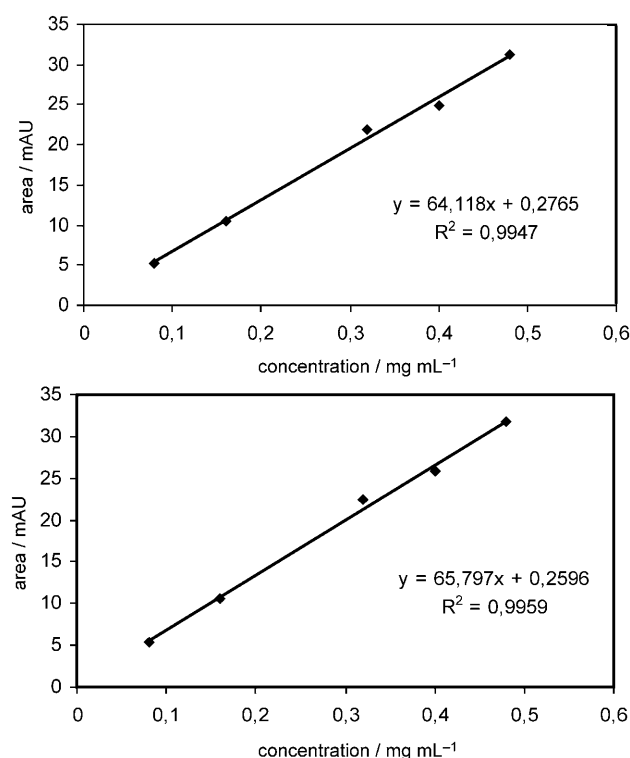 35
30
25
20
15
10
5
0
area / mAU
y = 64,118x + 0,2765
R² = 0,9947
0 0,1 0,2 0,3 0,4 0,5 0,6
concentration / mg mL⁻¹
35
30
25
20
15
10
5
0
area / mAU
y = 65,797x + 0,2596
R² = 0,9959
0 0,1 0,2 0,3 0,4 0,5 0,6
concentration / mg mL⁻¹